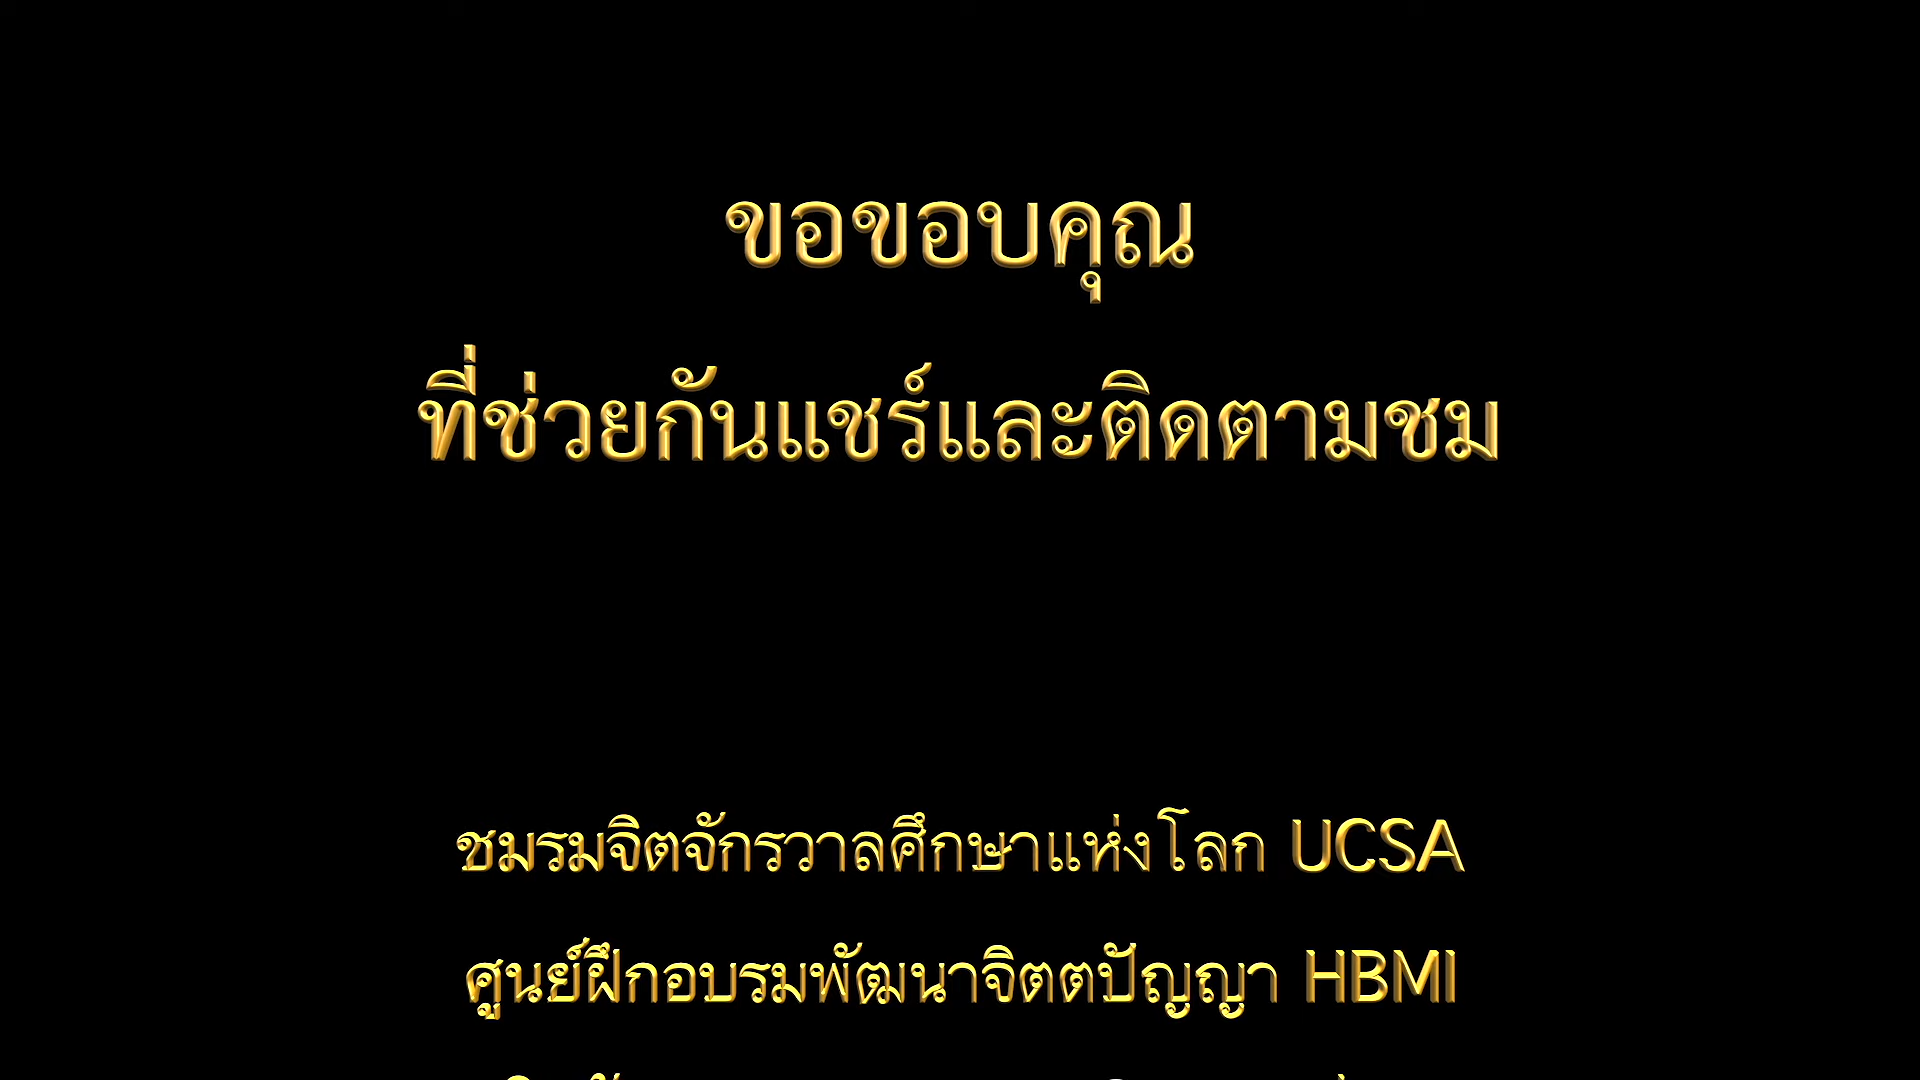 ขอขอบคุณ
ที่ช่วยกันแชร์และติดตามชม
ชมรมจิตจักรวาลศึกษาแห่งโลก UCSA
ศูนย์ฝึกอบรมพัฒนาจิตตปัญญา HBMI